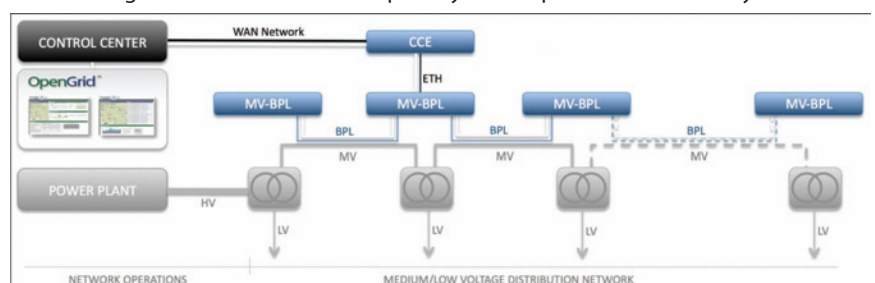 WAN Network
CONTROL CENTER
CCE
ETH
OpenGrid™
MV-BPL MV-BPL MV-BPL MV-BPL
BPL BPL BPL
MV MV MV
POWER PLANT
HV
LV LV LV LV
NETWORK OPERATIONS MEDIUM/LOW VOLTAGE DISTRIBUTION NETWORK